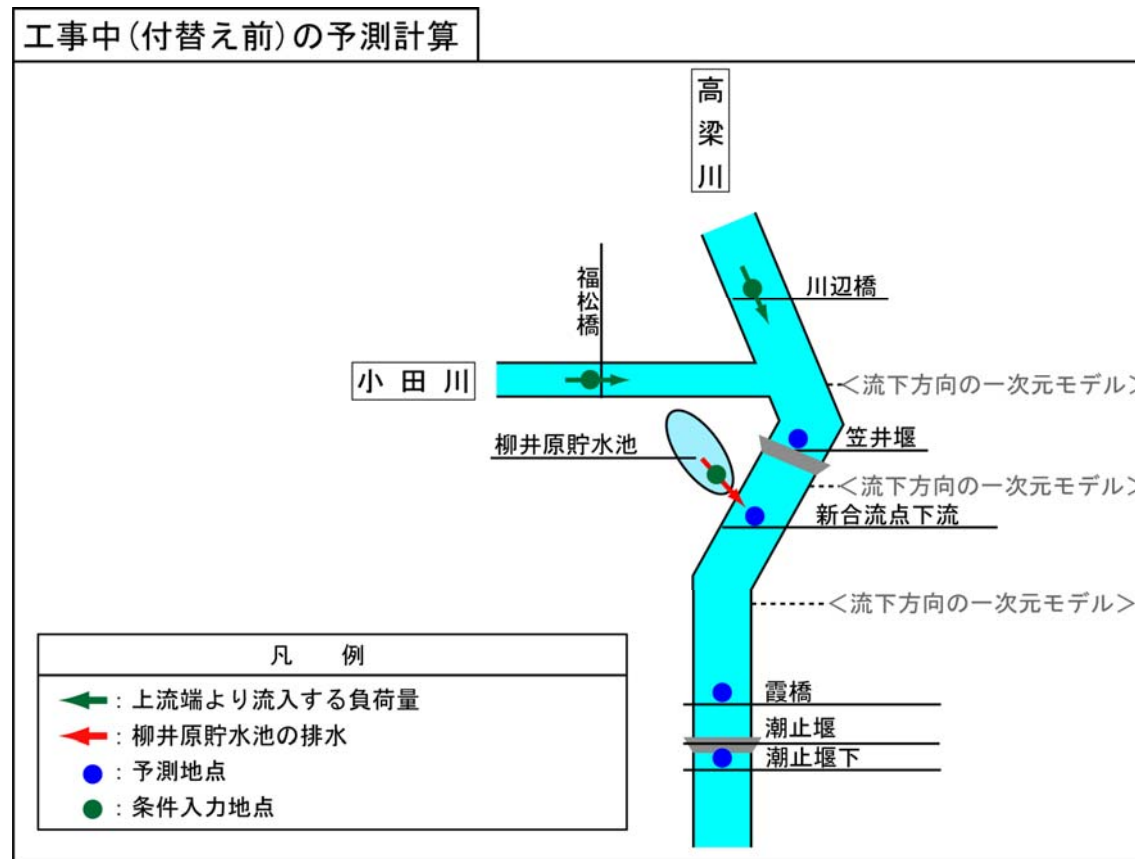 工事中(付替え前)の予測計算
高梁川
福松橋
川辺橋
小田川
<流下方向の一次元モデル>
柳井原貯水池
笠井堰
<流下方向の一次元モデル>
新合流点下流
<流下方向の一次元モデル>
凡 例
:上流端より流入する負荷量
:柳井原貯水池の排水
:予測地点
:条件入力地点
霞橋
潮止堰
潮止堰下